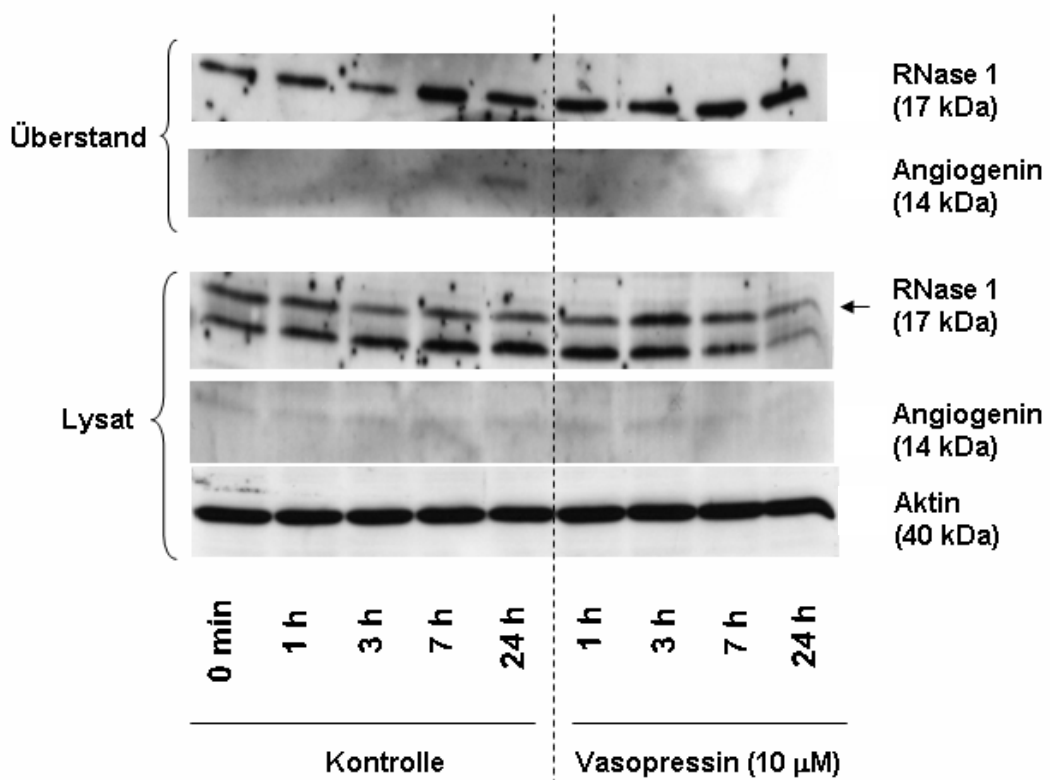 Überstand
RNase 1
(17 kDa)
Angiogenin
(14 kDa)
Lysat
RNase 1
(17 kDa)
Angiogenin
(14 kDa)
Aktin
(40 kDa)
0 min 1 h 3 h 7 h 24 h 1 h 3 h 7 h 24 h
Kontrolle Vasopressin (10 µM)